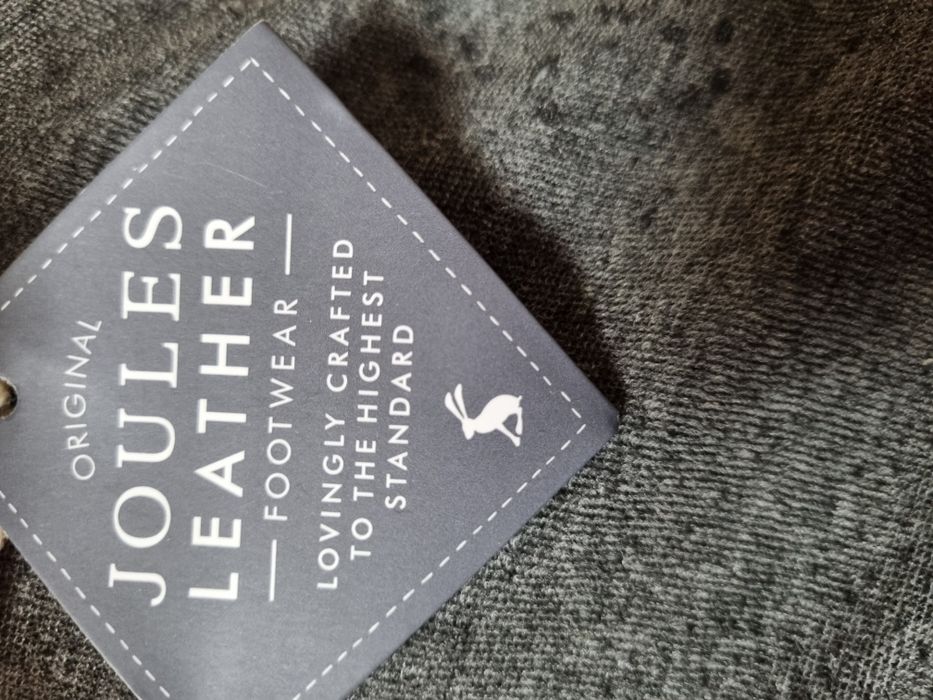 ORIGINAL
JOULES
LEATHER
FOOTWEAR
LOVINGLY CRAFTED
TO THE HIGHEST
STANDARD